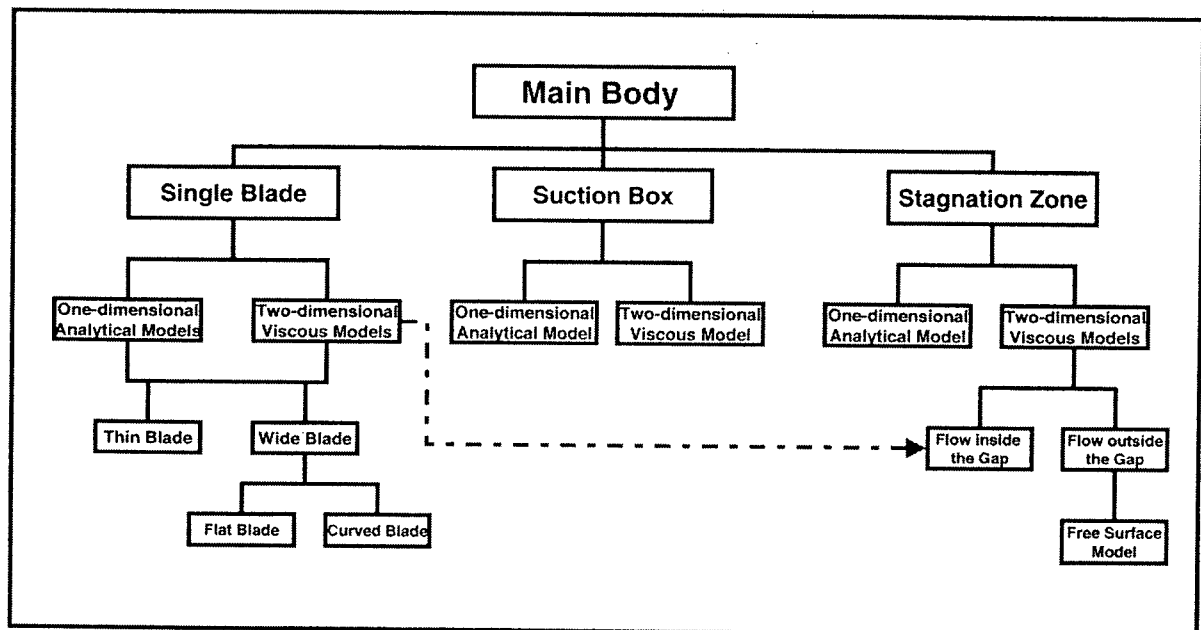 Main Body
Single Blade
Suction Box
Stagnation Zone
One-dimensional
Analytical Models
Two-dimensional
Viscous Models
One-dimensional
Analytical Model
Two-dimensional
Viscous Model
One-dimensional
Analytical Model
Two-dimensional
Viscous Models
Thin Blade
Wide Blade
Flow inside
the Gap
Flow outside
the Gap
Flat Blade
Curved Blade
Free Surface
Model